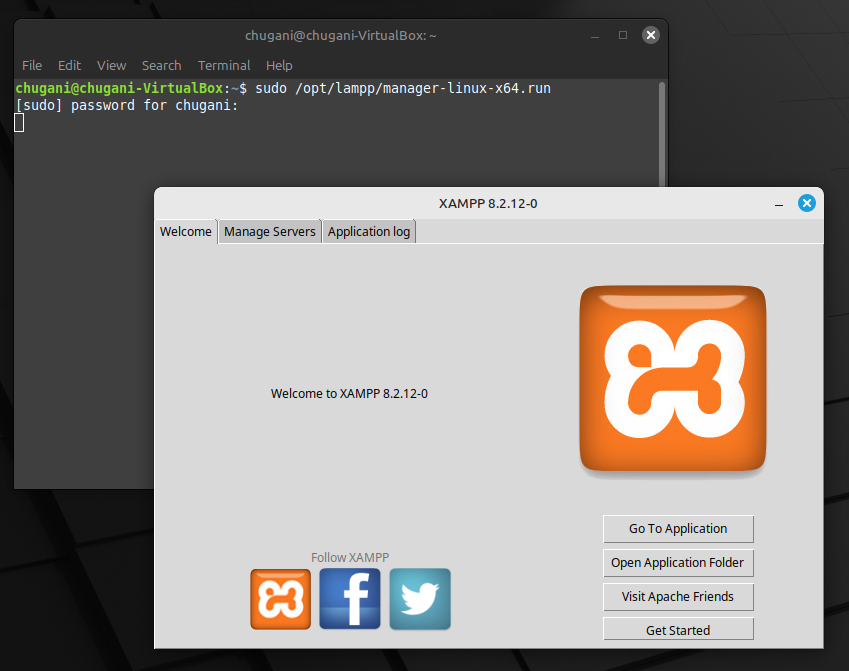 chugani@chugani-VirtualBox: ~
File Edit View Search Terminal Help
chugani@chugani-VirtualBox:~$ sudo /opt/lampp/manager-linux-x64.run
[sudo] password for chugani:
XAMPP 8.2.12-0
Welcome Manage Servers Application log
Welcome to XAMPP 8.2.12-0
Go To Application
Open Application Folder
Visit Apache Friends
Get Started
Follow XAMPP